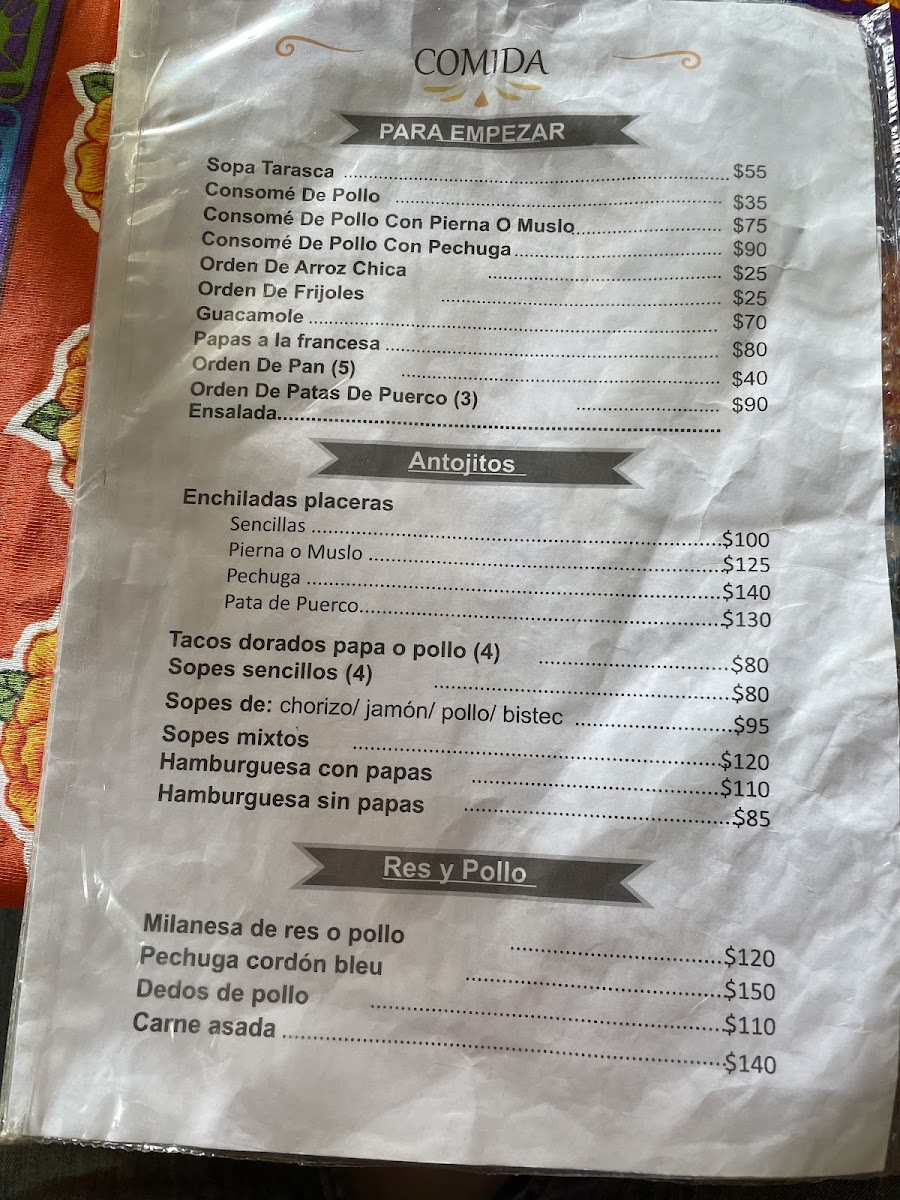 COMIDA
PARA EMPEZAR
Sopa Tarasca ........................ $55
Consomé De Pollo ........................ $35
Consomé De Pollo Con Pierna O Muslo........................ $75
Consomé De Pollo Con Pechuga........................ $90
Orden De Arroz Chica ........................ $25
Orden De Frijoles ........................ $25
Guacamole ........................ $70
Papas a la francesa ........................ $80
Orden De Pan (5) ........................ $40
Orden De Patas De Puerco (3) ........................ $90
Ensalada........................
Antojitos
Enchiladas placeras
Sencillas ........................$100
Pierna o Muslo ........................$125
Pechuga ........................$140
Pata de Puerco........................$130
Tacos dorados papa o pollo (4) ........................$80
Sopes sencillos (4) ........................$80
Sopes de: chorizo/ jamón/ pollo/ bistec ........................$95
Sopes mixtos ........................$120
Hamburguesa con papas ........................$110
Hamburguesa sin papas ........................$85
Res y Pollo
Milanesa de res o pollo ........................$120
Pechuga cordón bleu ........................$150
Dedos de pollo ........................$110
Carne asada ........................$140